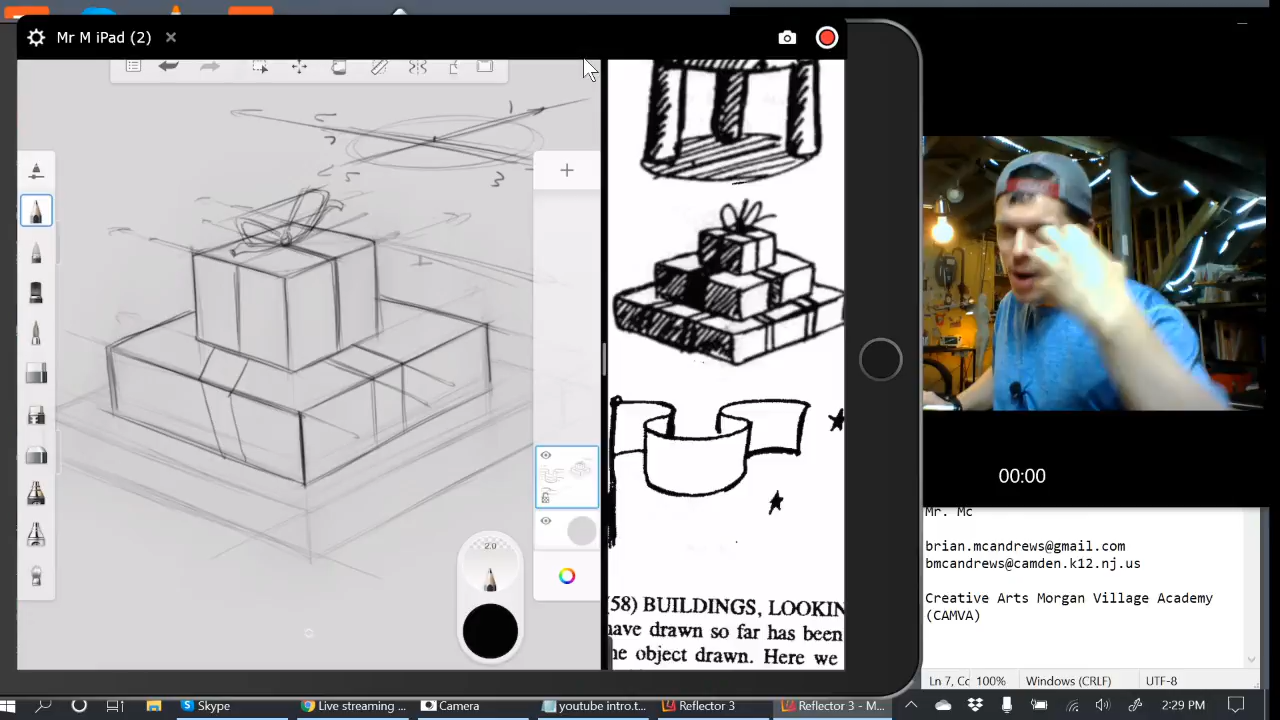 Mr M iPad (2)
2.0
(58) BUILDINGS, LOOKIN
have drawn so far has been
he object drawn. Here we
00:00
Mr. Mc
brian.mcandrews@gmail.com
bmcandrews@camden.k12.nj.us
Creative Arts Morgan Village Academy
(CAMVA)
Ln 7, Cc
100%
Windows (CRLF)
UTF-8
Skype
Live streaming ...
Camera
youtube intro.t...
Reflector 3
Reflector 3 - M...
2:29 PM